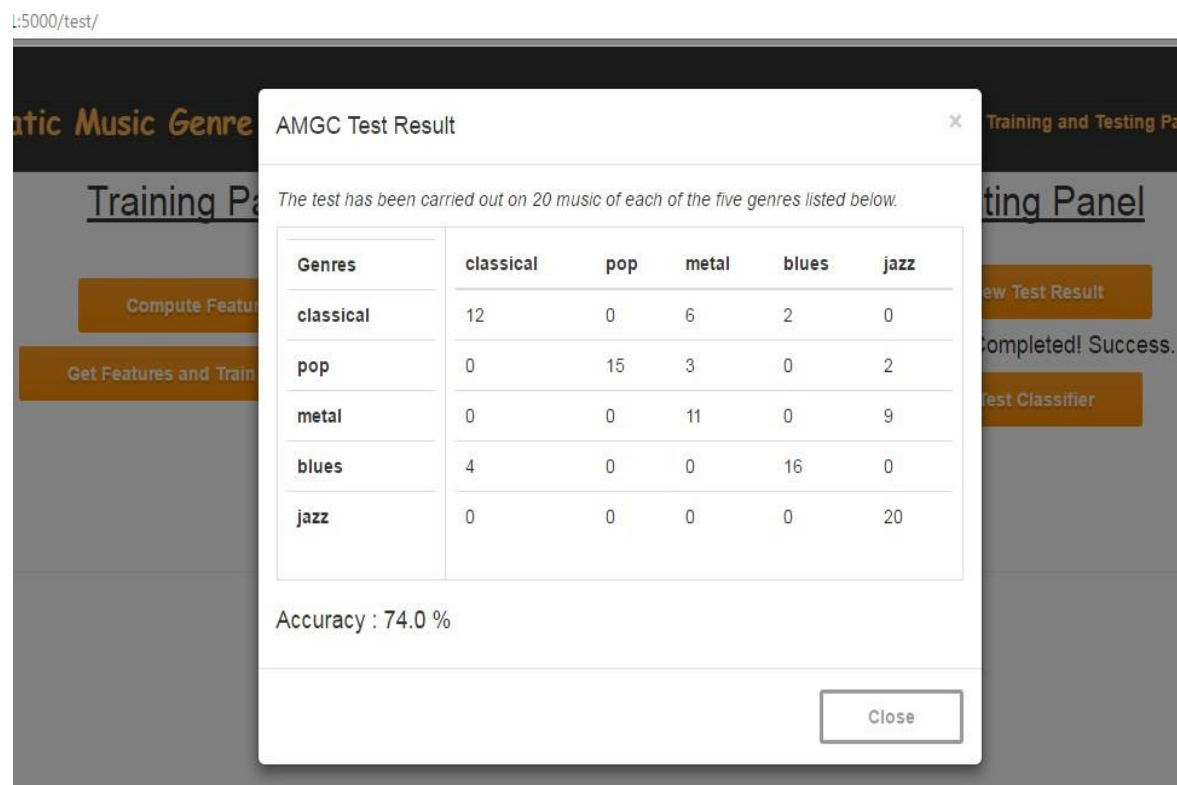 :5000/test/
atic Music Genre
Training and Testing Pa
AMGC Test Result
×
Training Pa
ting Panel
The test has been carried out on 20 music of each of the five genres listed below.
Genres classical pop metal blues jazz
classical 12 0 6 2 0
pop 0 15 3 0 2
metal 0 0 11 0 9
blues 4 0 0 16 0
jazz 0 0 0 0 20
Compute Featur
Get Features and Train
ew Test Result
Completed! Success.
Test Classifier
Accuracy : 74.0 %
Close